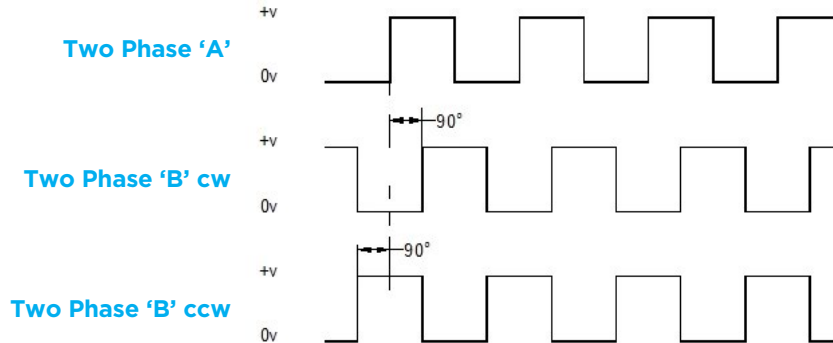 +v
Two Phase ‘A’
0v
90°
+v
Two Phase ‘B’ cw
0v
90°
+v
Two Phase ‘B’ ccw
0v